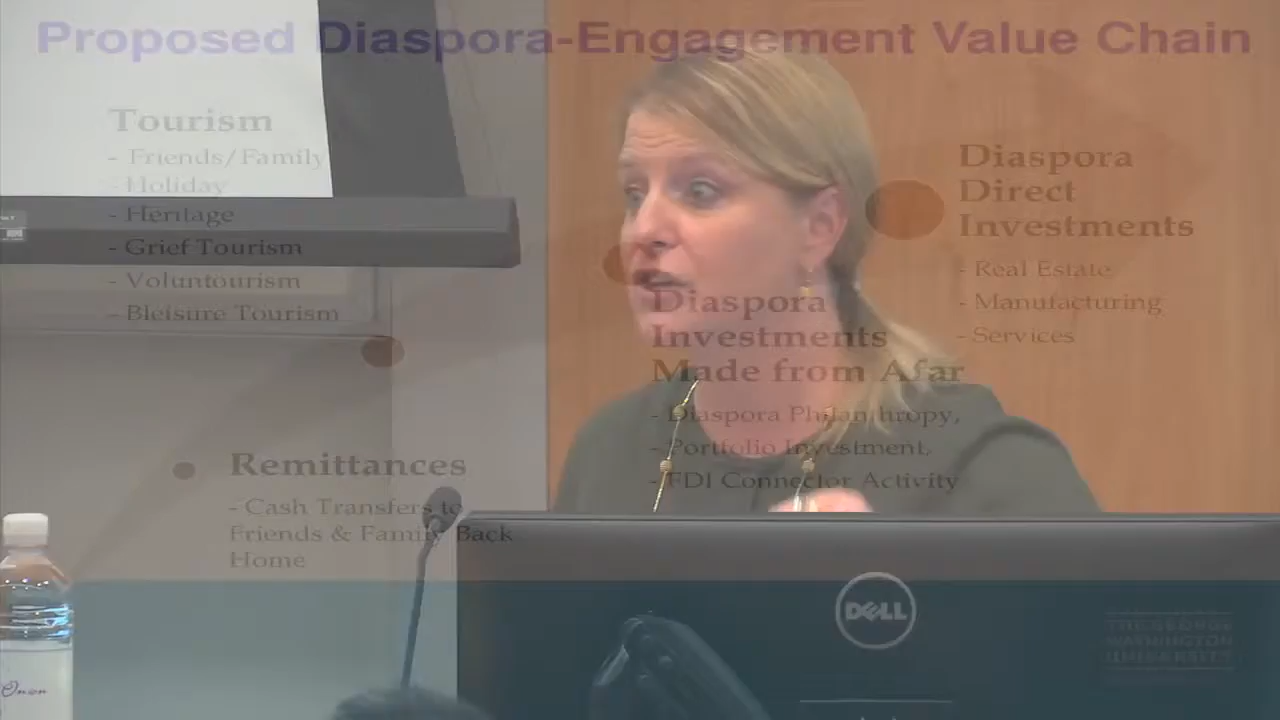 Proposed Diaspora-Engagement Value Chain
Tourism
- Friends/Family
- Holiday
- Heritage
- Grief Tourism
- Voluntourism
- Bleisure Tourism
Diaspora
Direct
Investments
- Real Estate
- Manufacturing
- Services
Diaspora
Investments
Made from Afar
- Diaspora Philanthropy,
- Portfolio Investment,
- FDI Connector Activity
Remittances
- Cash Transfers to
Friends & Family Back
Home
DELL
THE GEORGE
WASHINGTON
UNIVERSITY